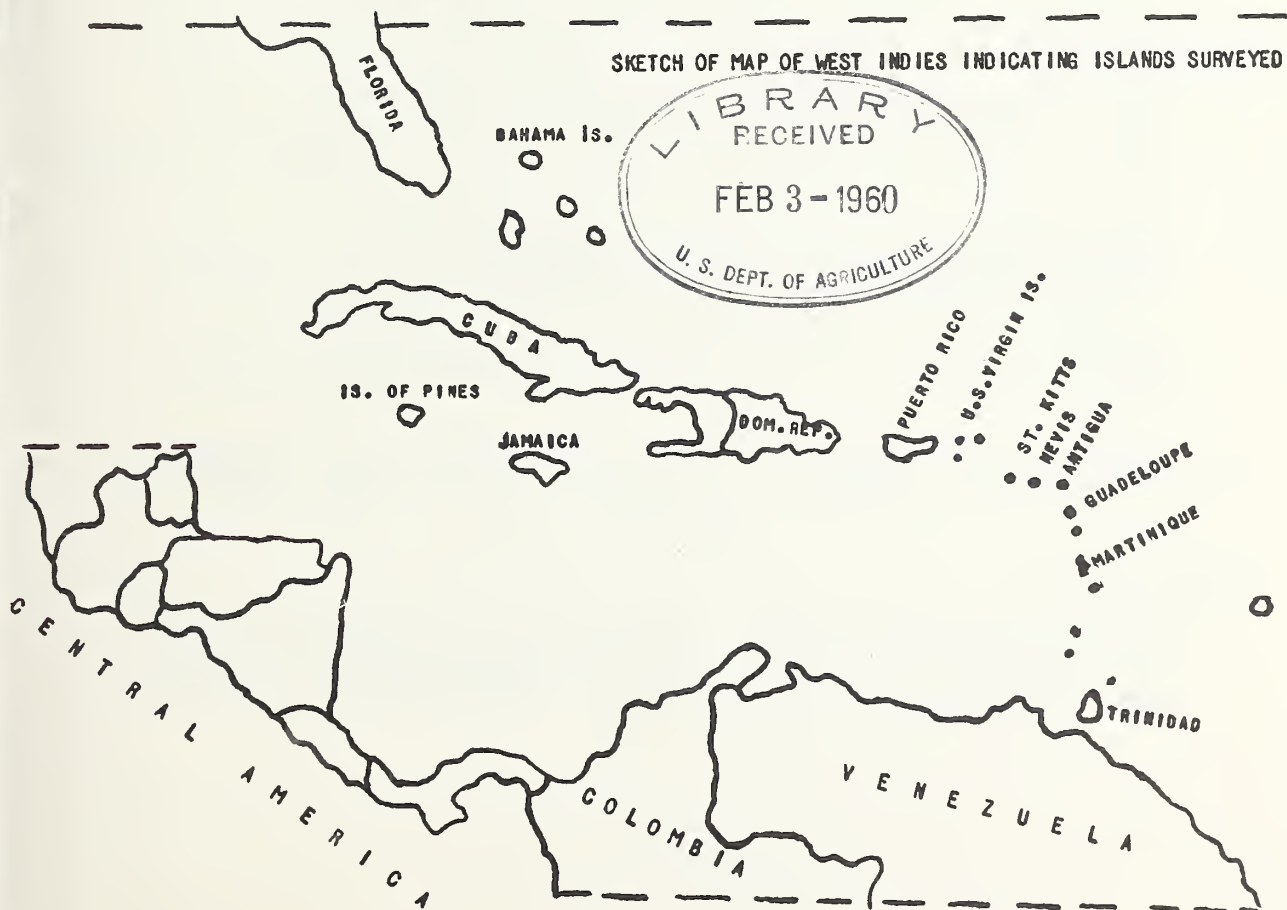 SKETCH OF MAP OF WEST INDIES INDICATING ISLANDS SURVEYED
LIBRARY
RECEIVED
FEB 3-1960
U. S. DEPT. OF AGRICULTURE
FLORIDA
BAHAMA IS.
CUBA
IS. OF PINES
JAMAICA
DOM. REP.
PUERTO RICO
U.S. VIRGIN IS.
ST. KITTS
NEVIS
ANTIGUA
GUADELOUPE
MARTINIQUE
TRINIDAD
CENTRAL AMERICA
COLOMBIA
VENEZUELA